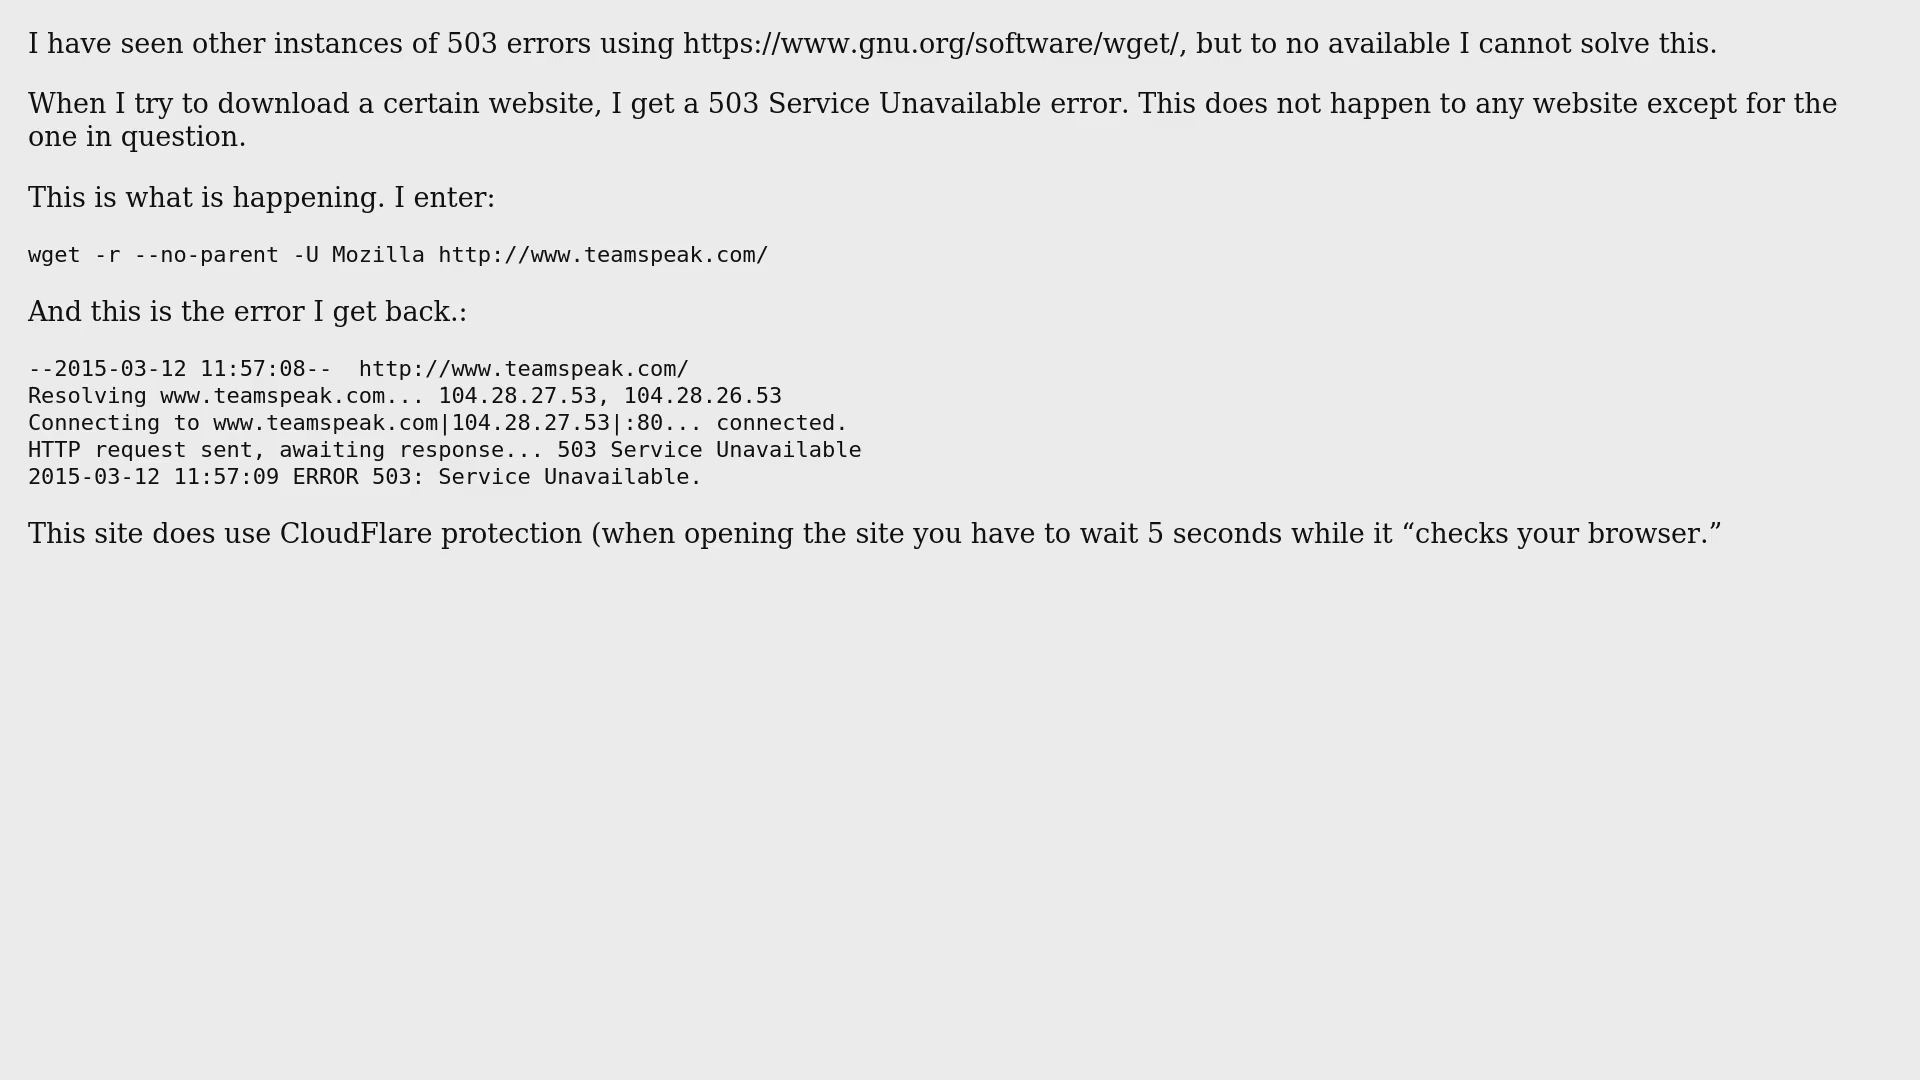 I have seen other instances of 503 errors using https://www.gnu.org/software/wget/, but to no available I cannot solve this.
When I try to download a certain website, I get a 503 Service Unavailable error. This does not happen to any website except for the
one in question.
This is what is happening. I enter:
wget -r --no-parent -U Mozilla http://www.teamspeak.com/
And this is the error I get back.:
--2015-03-12 11:57:08--  http://www.teamspeak.com/
Resolving www.teamspeak.com... 104.28.27.53, 104.28.26.53
Connecting to www.teamspeak.com|104.28.27.53|:80... connected.
HTTP request sent, awaiting response... 503 Service Unavailable
2015-03-12 11:57:09 ERROR 503: Service Unavailable.
This site does use CloudFlare protection (when opening the site you have to wait 5 seconds while it “checks your browser.”